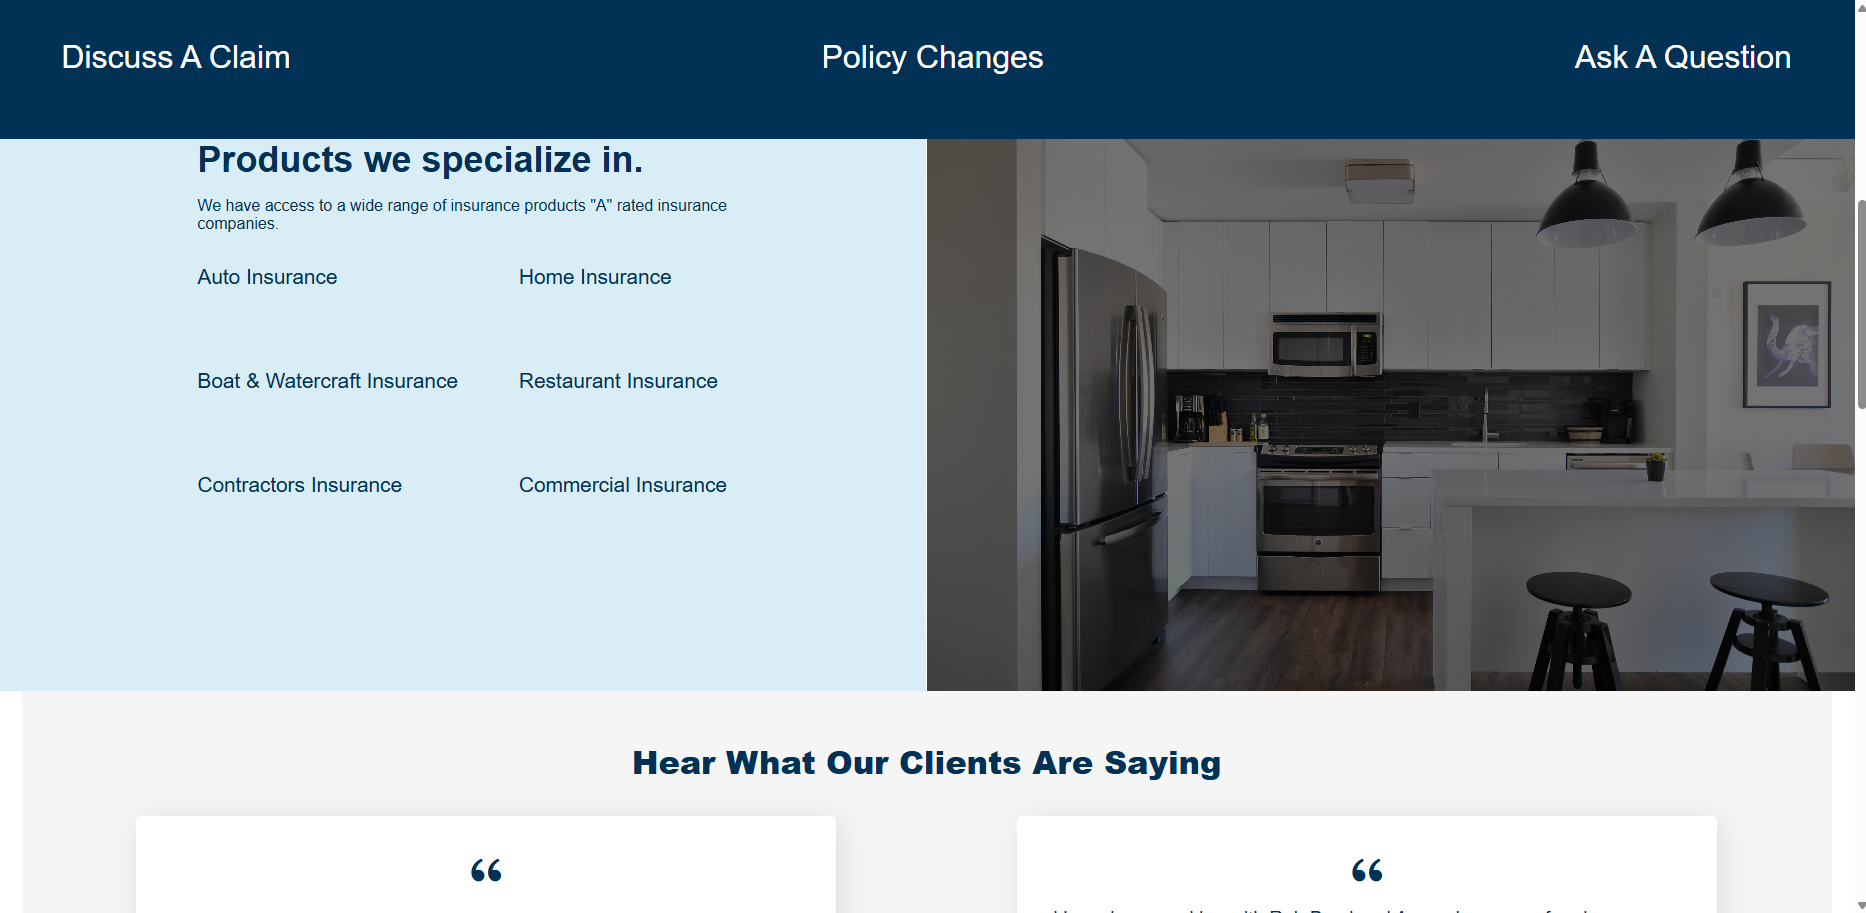 Discuss A Claim
Policy Changes
Ask A Question
Products we specialize in.
We have access to a wide range of insurance products "A" rated insurance
companies.
Auto Insurance
Home Insurance
Boat & Watercraft Insurance
Restaurant Insurance
Contractors Insurance
Commercial Insurance
Hear What Our Clients Are Saying
“
“